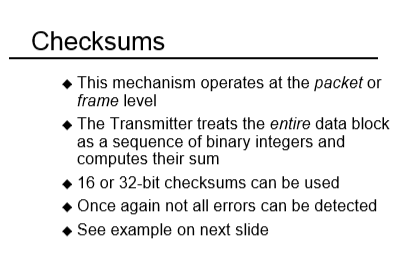 Checksums
This mechanism operates at the packet or
frame level
The Transmitter treats the entire data block
as a sequence of binary integers and
computes their sum
16 or 32-bit checksums can be used
Once again not all errors can be detected
See example on next slide